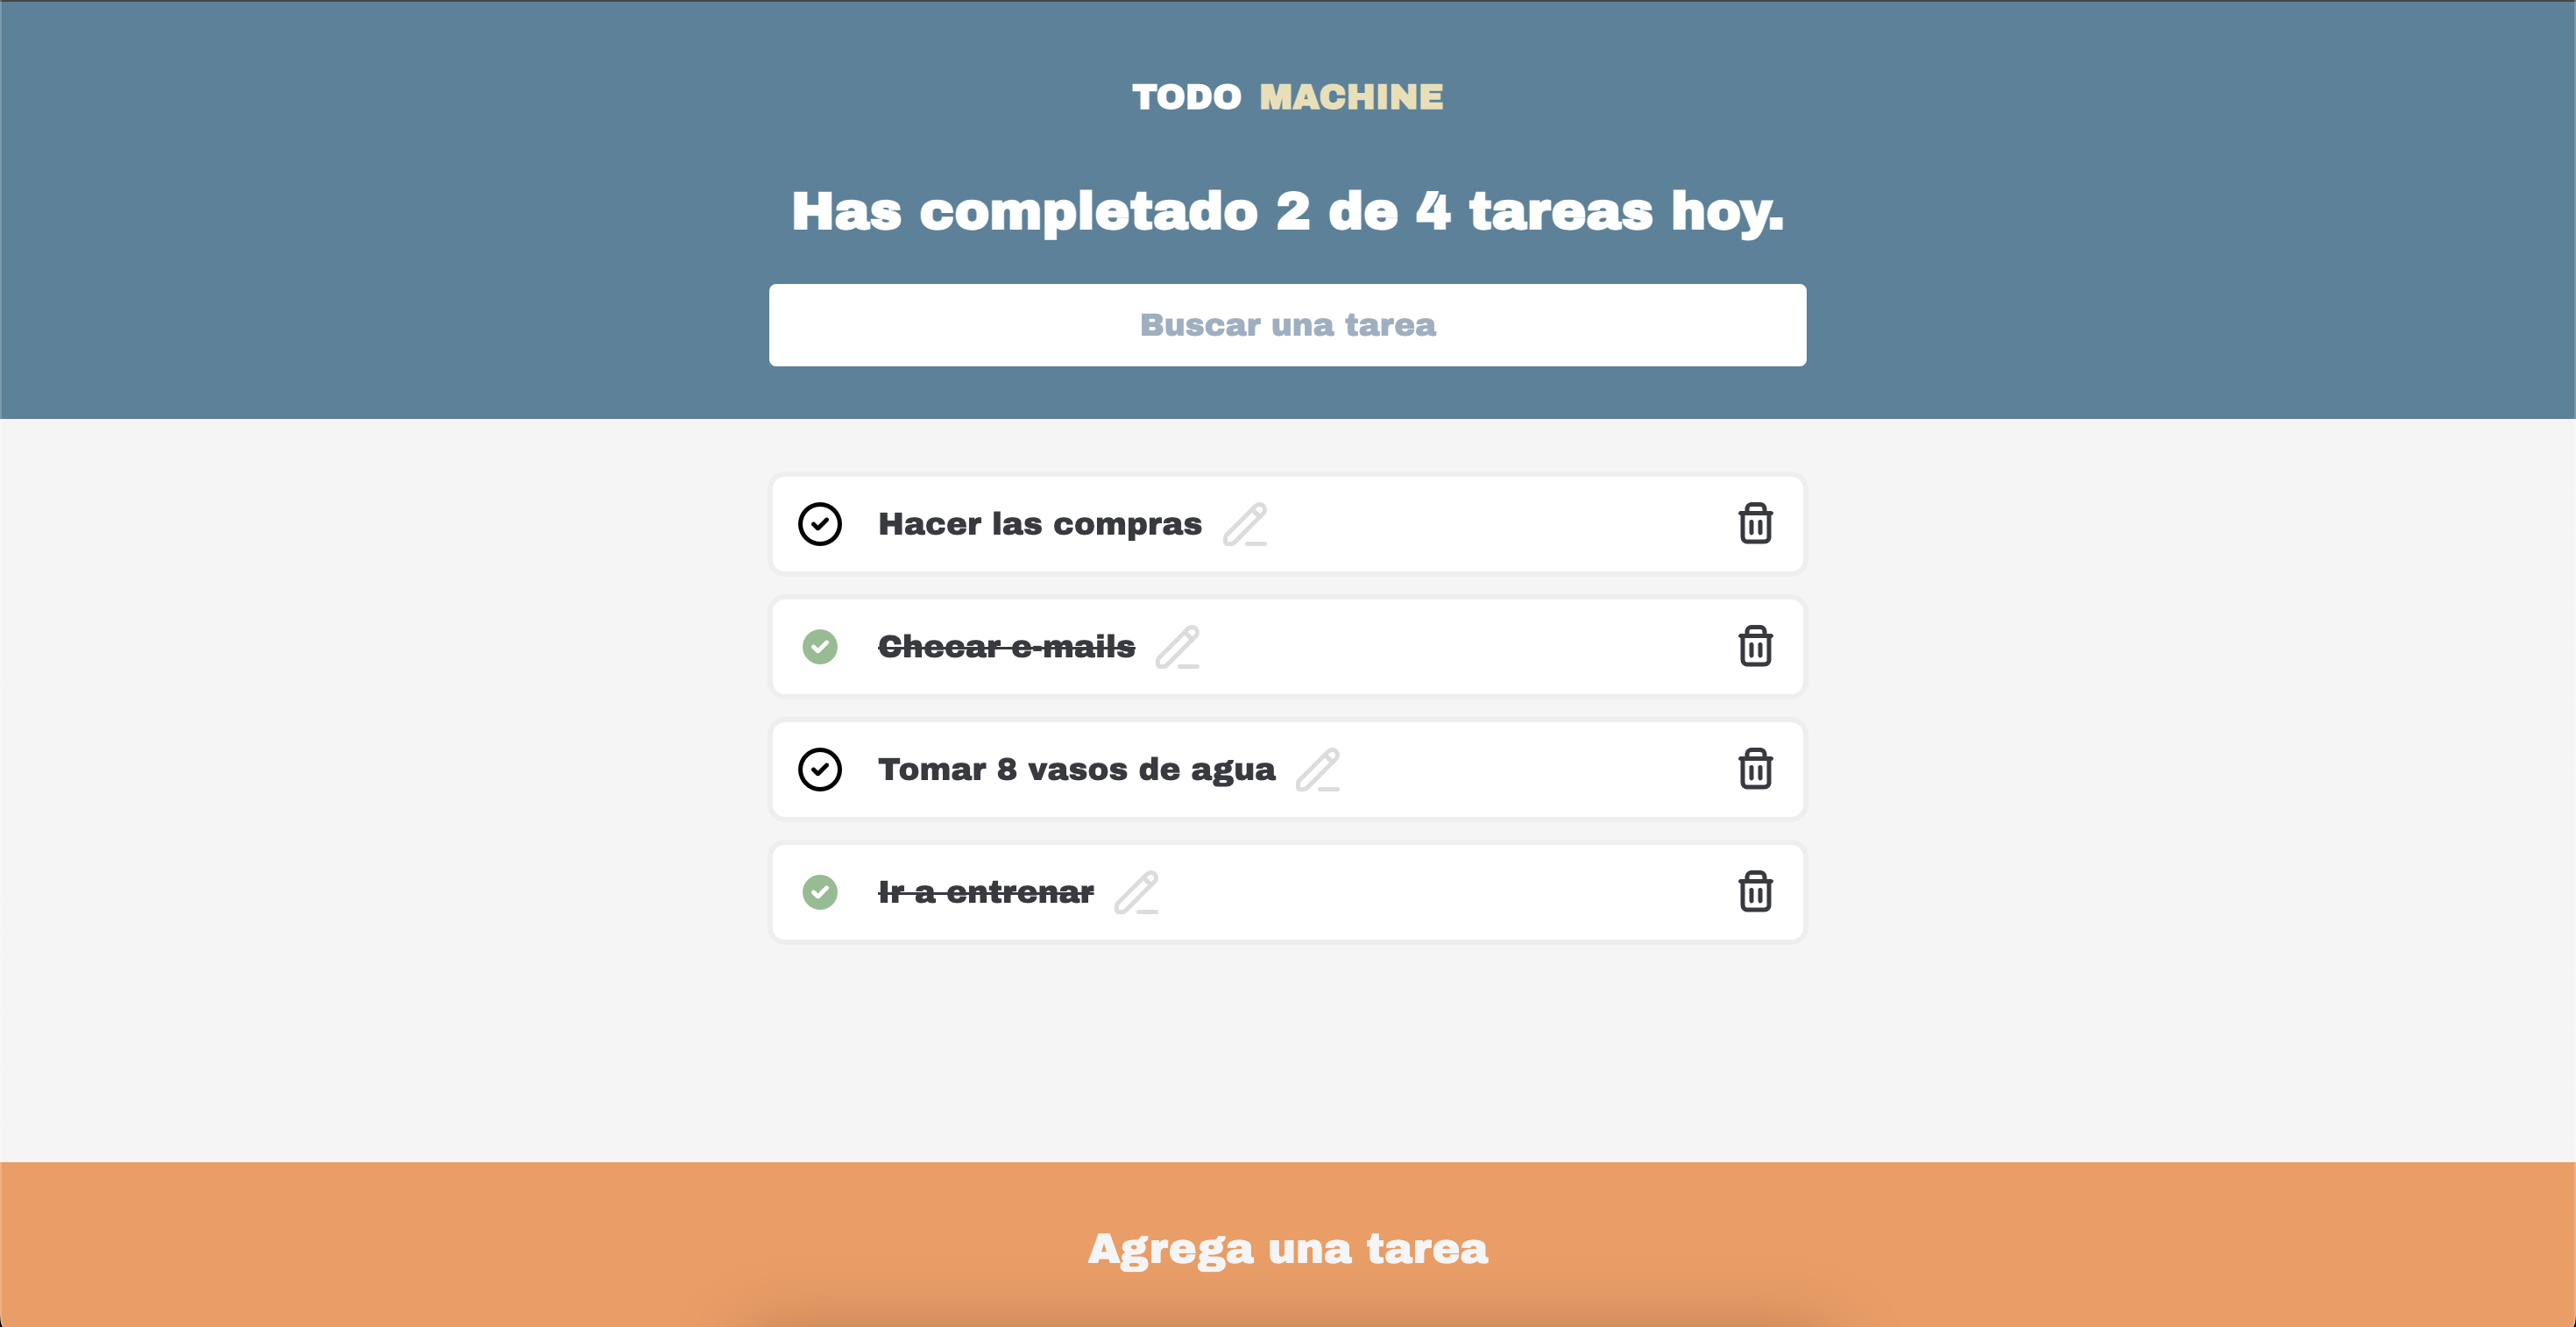 TODO MACHINE
Has completado 2 de 4 tareas hoy.
Buscar una tarea
Hacer las compras
Checar e-mails
Tomar 8 vasos de agua
Ir a entrenar
Agrega una tarea